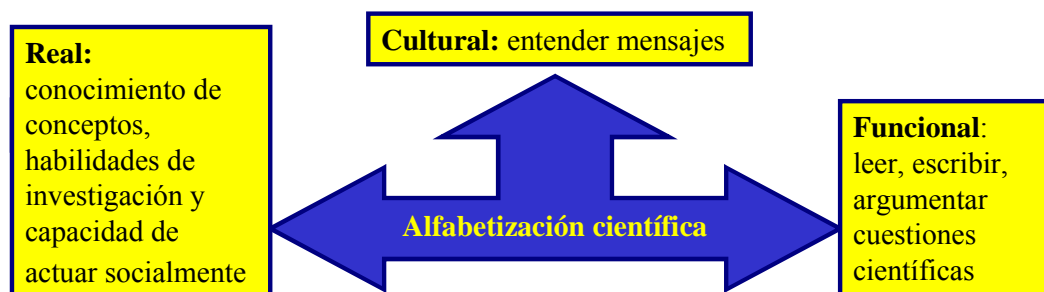 Real:
conocimiento de
conceptos,
habilidades de
investigación y
capacidad de
actuar socialmente
Cultural: entender mensajes
Alfabetización científica
Funcional:
leer, escribir,
argumentar
cuestiones
científicas